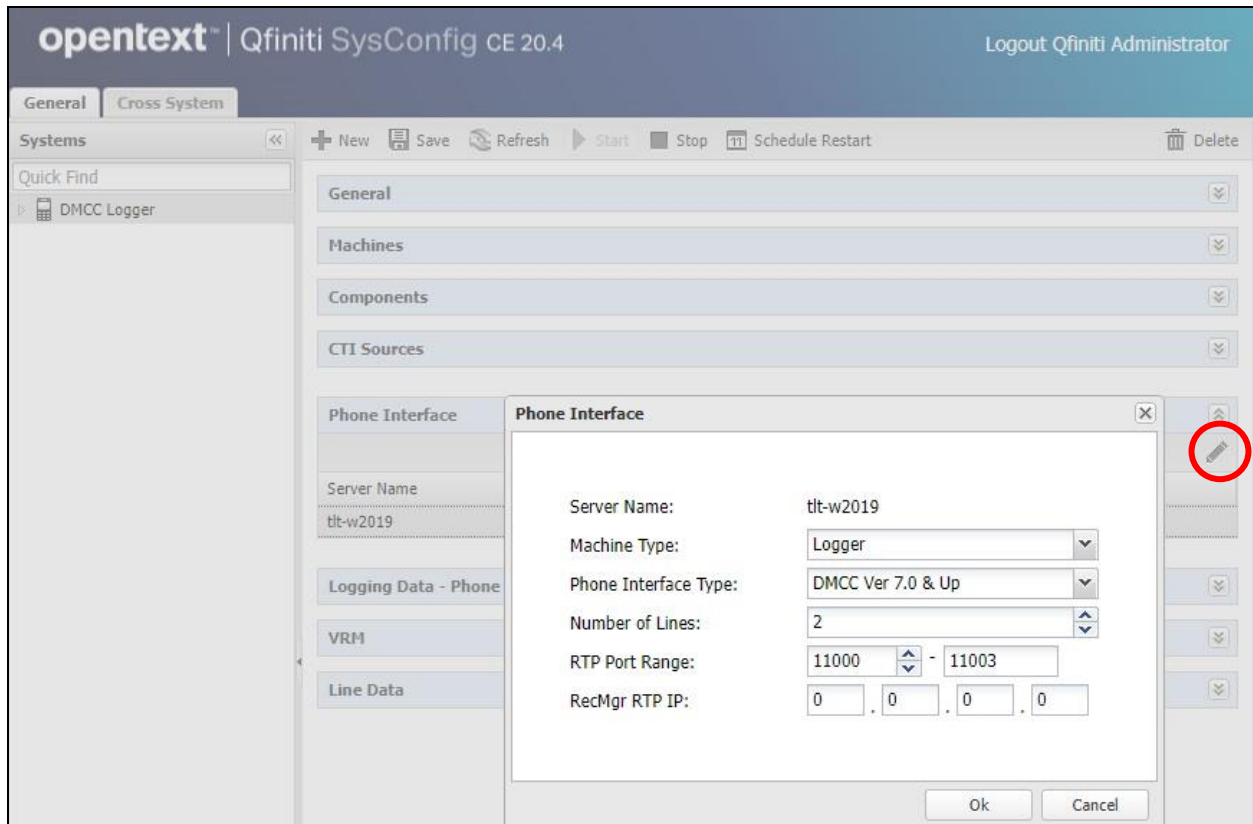 opentext™ | Qfiniti SysConfig CE 20.4
Logout Qfiniti Administrator
General Cross System
Systems
New Save Refresh Start Stop 11 Schedule Restart Delete
Quick Find
DMCC Logger
General
Machines
Components
CTI Sources
Phone Interface
Server Name
tlt-w2019
Logging Data - Phone
VRM
Line Data
Phone Interface
Server Name: tlt-w2019
Machine Type: Logger
Phone Interface Type: DMCC Ver 7.0 & Up
Number of Lines: 2
RTP Port Range: 11000 - 11003
RecMgr RTP IP: 0 . 0 . 0 . 0
Ok Cancel